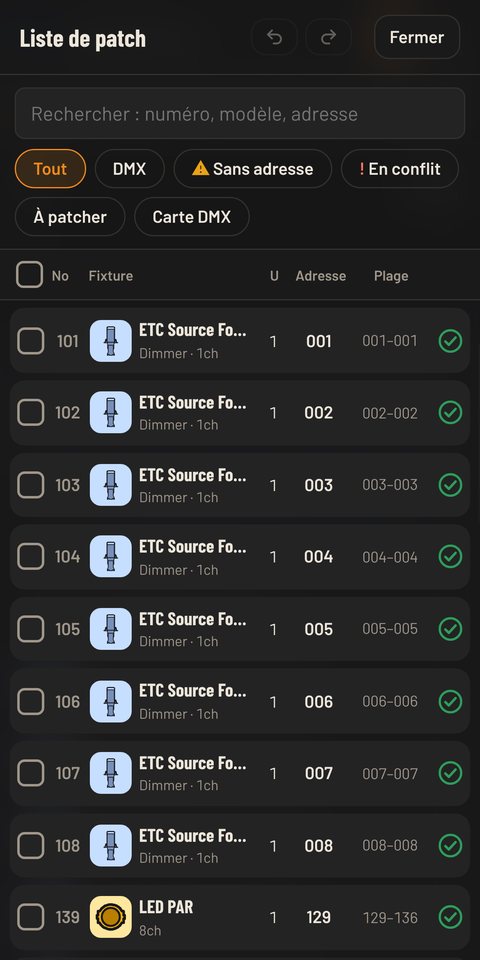 Liste de patch
Fermer
Rechercher : numéro, modèle, adresse
Tout DMX Sans adresse ! En conflit
À patcher Carte DMX
No Fixture U Adresse Plage
101 ETC Source Fo... 1 001 001–001
Dimmer · 1ch
102 ETC Source Fo... 1 002 002–002
Dimmer · 1ch
103 ETC Source Fo... 1 003 003–003
Dimmer · 1ch
104 ETC Source Fo... 1 004 004–004
Dimmer · 1ch
105 ETC Source Fo... 1 005 005–005
Dimmer · 1ch
106 ETC Source Fo... 1 006 006–006
Dimmer · 1ch
107 ETC Source Fo... 1 007 007–007
Dimmer · 1ch
108 ETC Source Fo... 1 008 008–008
Dimmer · 1ch
139 LED PAR 1 129 129–136
8ch